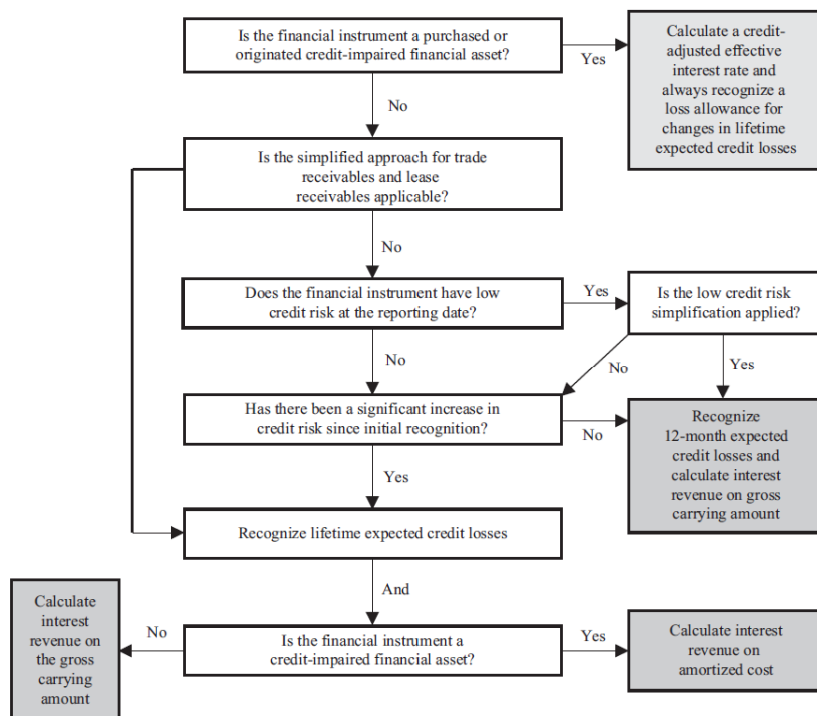 Is the financial instrument a purchased or
originated credit-impaired financial asset?
Yes
Calculate a credit-
adjusted effective
interest rate and
always recognize a
loss allowance for
changes in lifetime
expected credit losses
No
Is the simplified approach for trade
receivables and lease
receivables applicable?
No
Does the financial instrument have low
credit risk at the reporting date?
Yes
Is the low credit risk
simplification applied?
No
No
Yes
Has there been a significant increase in
credit risk since initial recognition?
No
Recognize
12-month expected
credit losses and
calculate interest
revenue on gross
carrying amount
Yes
Recognize lifetime expected credit losses
And
Calculate
interest
revenue on
the gross
carrying
amount
No
Is the financial instrument a
credit-impaired financial asset?
Yes
Calculate interest
revenue on
amortized cost